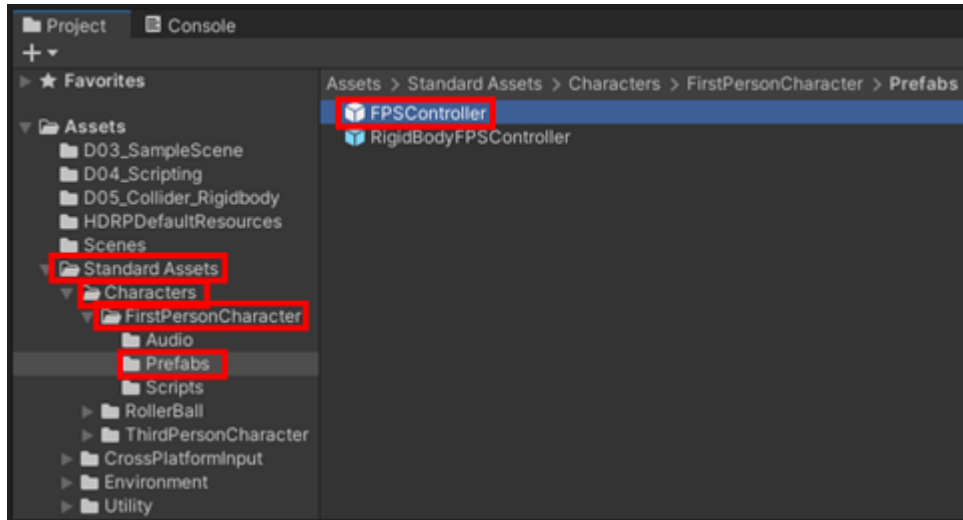 Project Console
Favorites
Assets > Standard Assets > Characters > FirstPersonCharacter > Prefabs
FPSController
RigidBodyFPSController
Assets
D03_SampleScene
D04_Scripting
D05_Collider_Rigidbody
HDRPDefaultResources
Scenes
Standard Assets
Characters
FirstPersonCharacter
Audio
Prefabs
Scripts
RollerBall
ThirdPersonCharacter
CrossPlatformInput
Environment
Utility